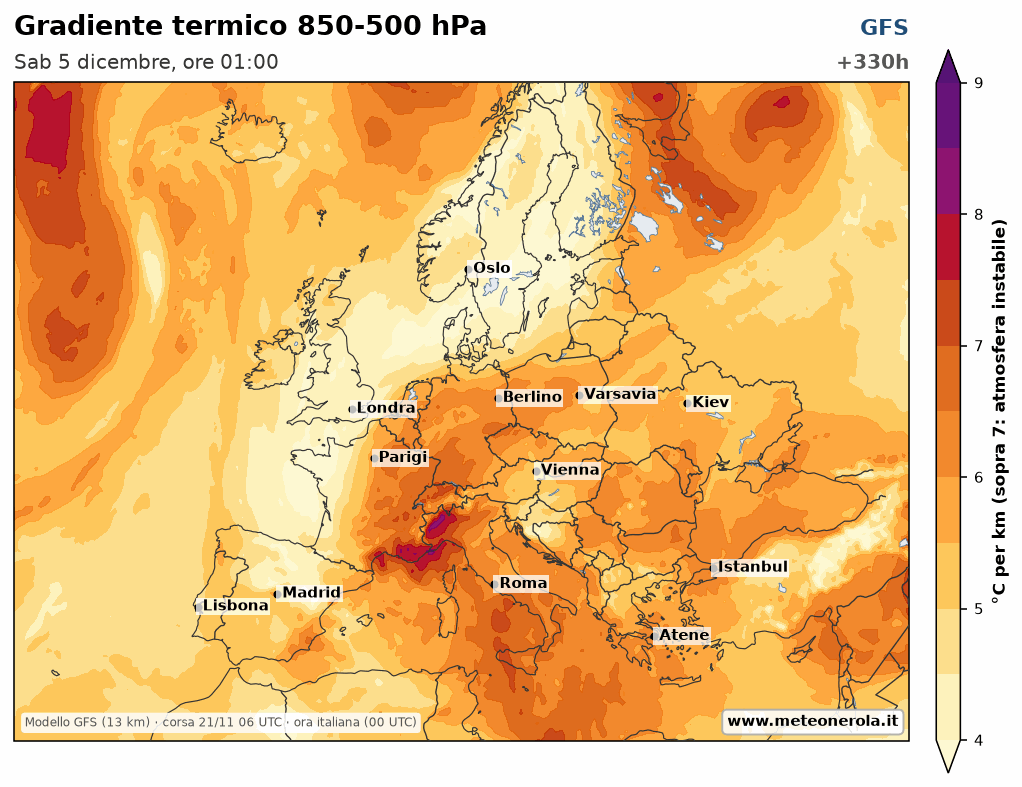 Gradiente termico 850-500 hPa
GFS
Sab 5 dicembre, ore 01:00
+330h
Oslo
Londra
Berlino
Varsavia
Kiev
Parigi
Vienna
Istanbul
Roma
Madrid
Lisbona
Atene
Modello GFS (13 km) · corsa 21/11 06 UTC · ora italiana (00 UTC)
www.meteonerola.it
9
8
7
6
5
4
°C per km (sopra 7: atmosfera instabile)